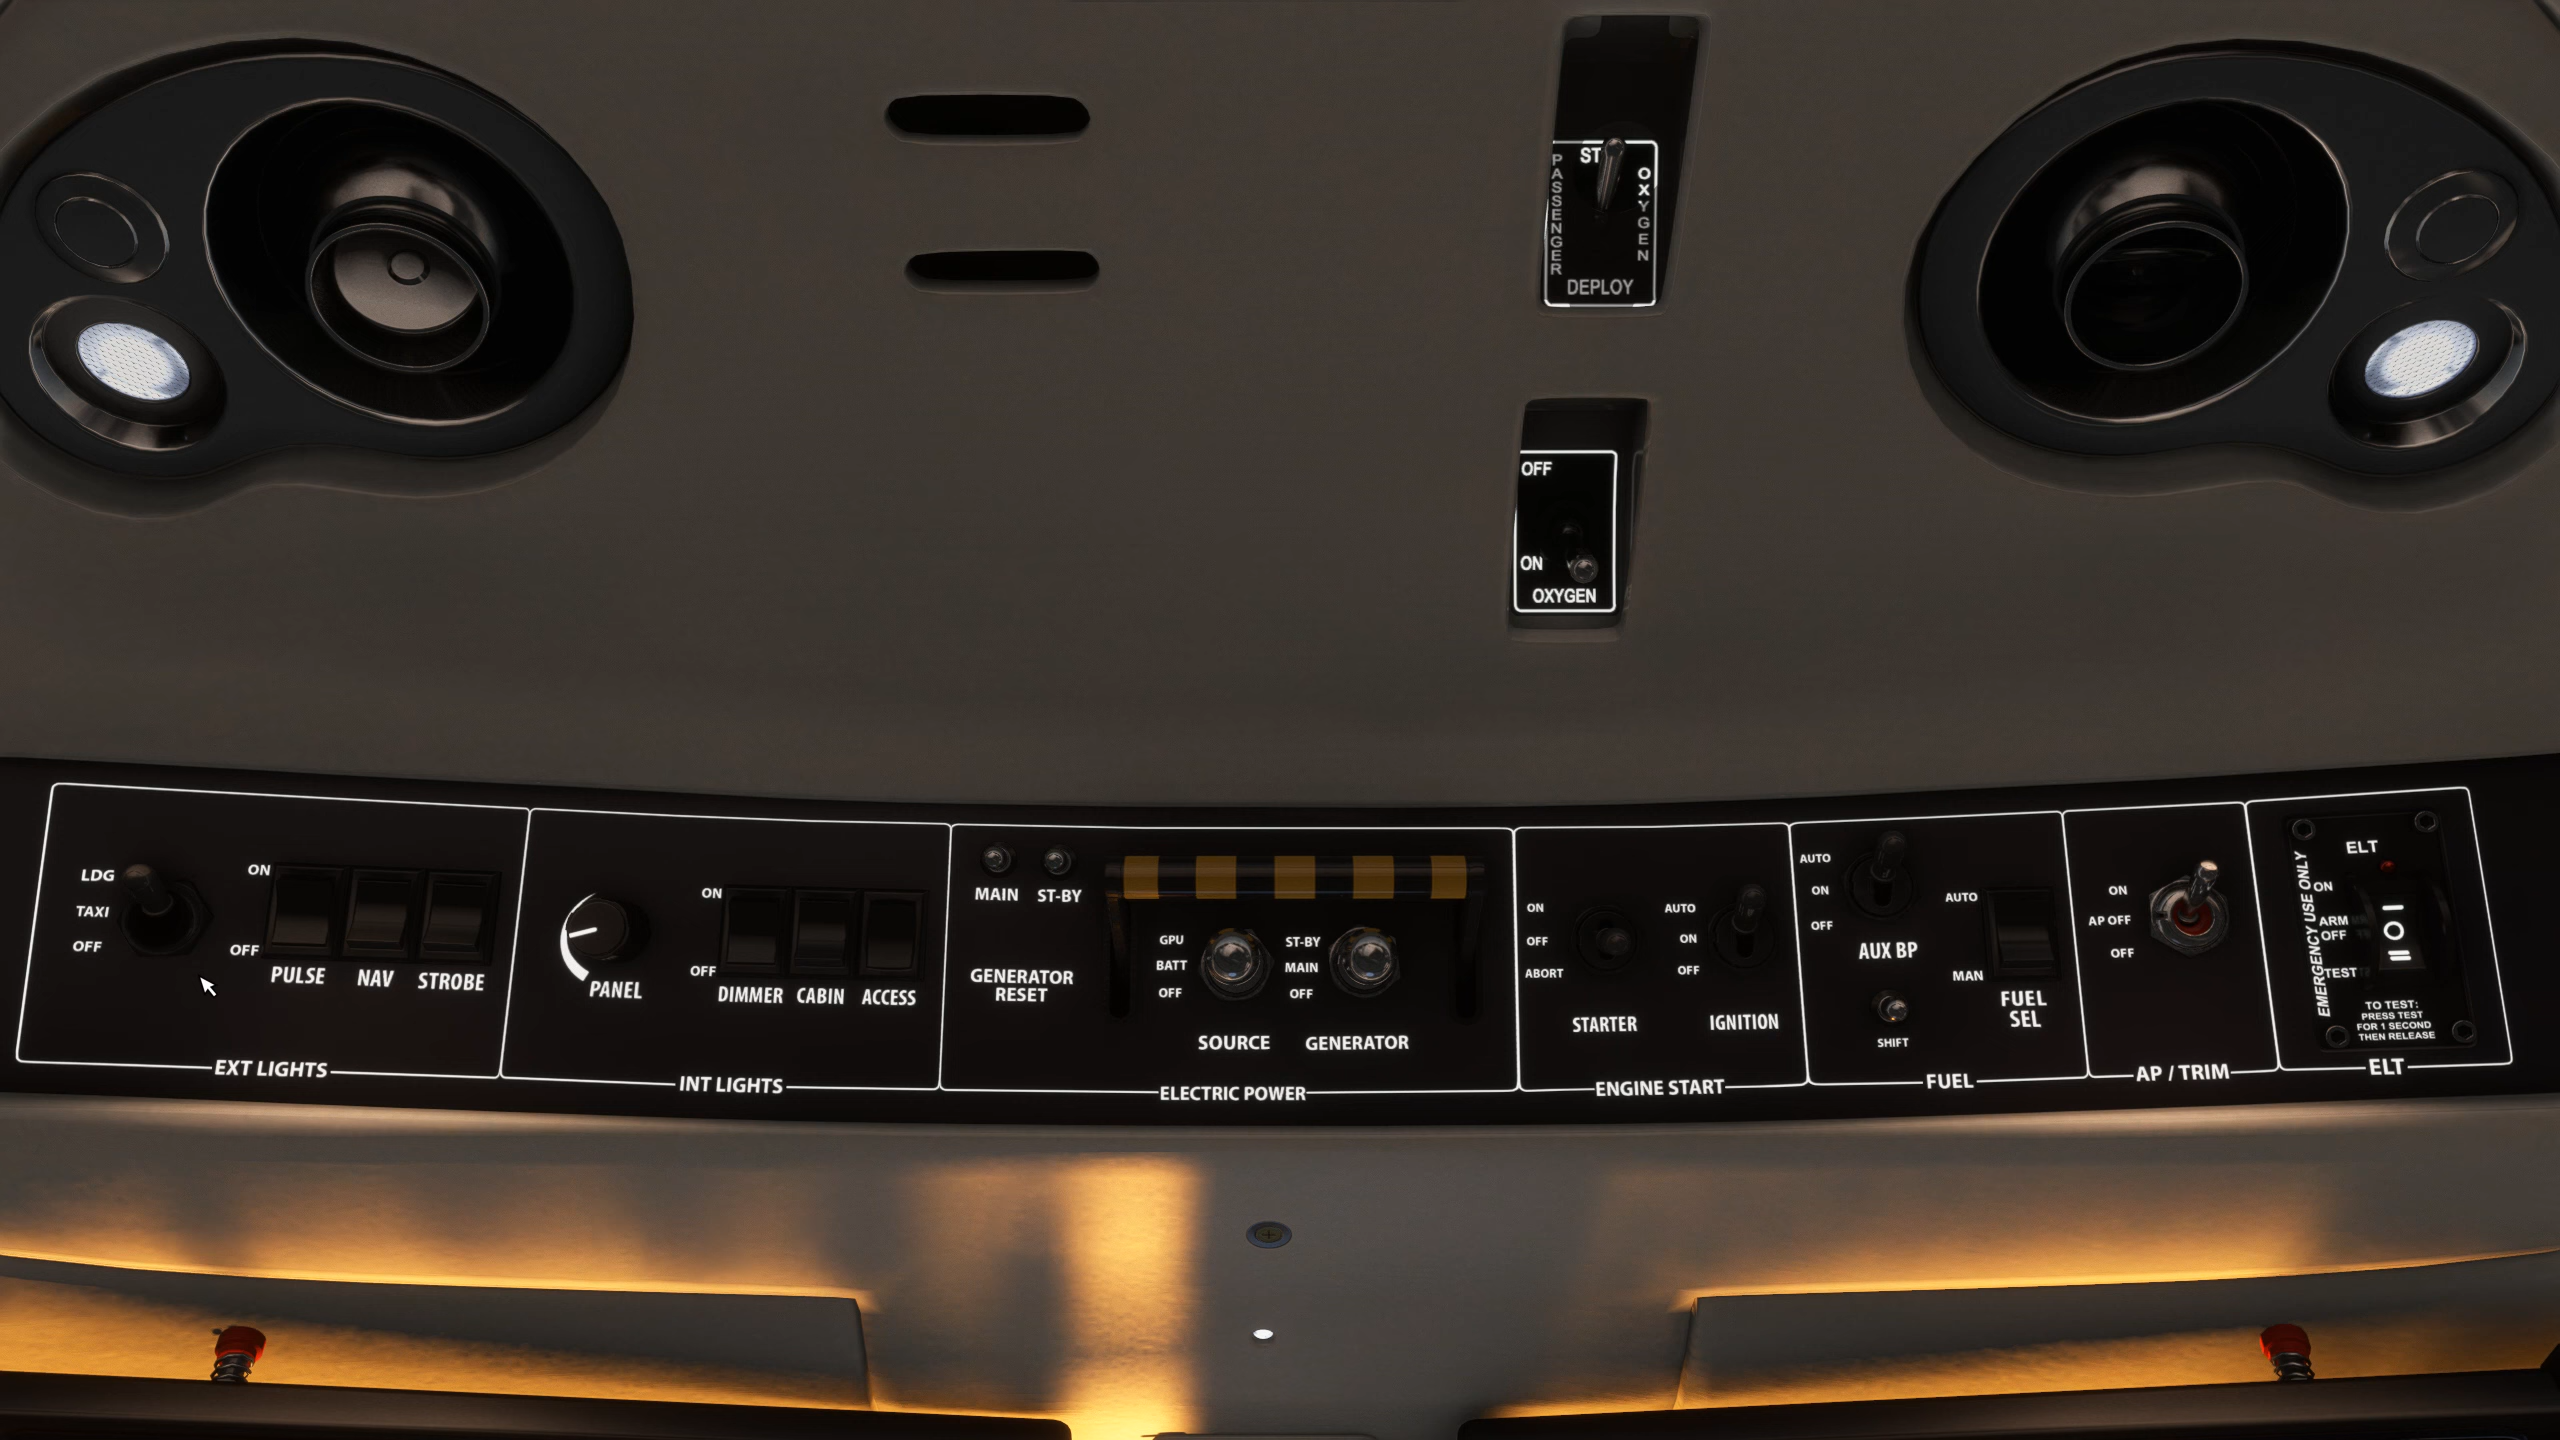 ST
PASSENGER
OXYGEN
DEPLOY
OFF
ON
OXYGEN
LDG
TAXI
OFF
ON
OFF
PULSE NAV STROBE
EXT LIGHTS
PANEL
ON
OFF
DIMMER CABIN ACCESS
INT LIGHTS
MAIN ST-BY
GENERATOR
RESET
GPU
BATT
OFF
SOURCE
ST-BY
MAIN
OFF
GENERATOR
ELECTRIC POWER
ON
OFF
ABORT
STARTER
AUTO
ON
OFF
IGNITION
ENGINE START
AUTO
ON
OFF
AUX BP
SHIFT
AUTO
MAN
FUEL
SEL
FUEL
ON
AP OFF
OFF
AP / TRIM
EMERGENCY USE ONLY
ELT
ON
ARM
OFF
TEST
TO TEST:
PRESS TEST
FOR 1 SECOND
THEN RELEASE
ELT